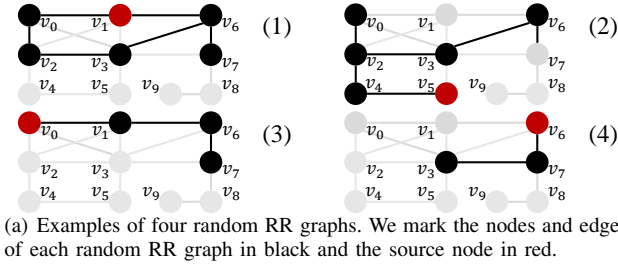 v0 v1 v6 (1) v0 v1 v6 (2)
v2 v3 v7 v2 v3 v7
v4 v5 v9 v8 v4 v5 v9 v8
v0 v1 v6 (3) v0 v1 v6 (4)
v2 v3 v7 v2 v3 v7
v4 v5 v9 v8 v4 v5 v9 v8
(a) Examples of four random RR graphs. We mark the nodes and edge
of each random RR graph in black and the source node in red.